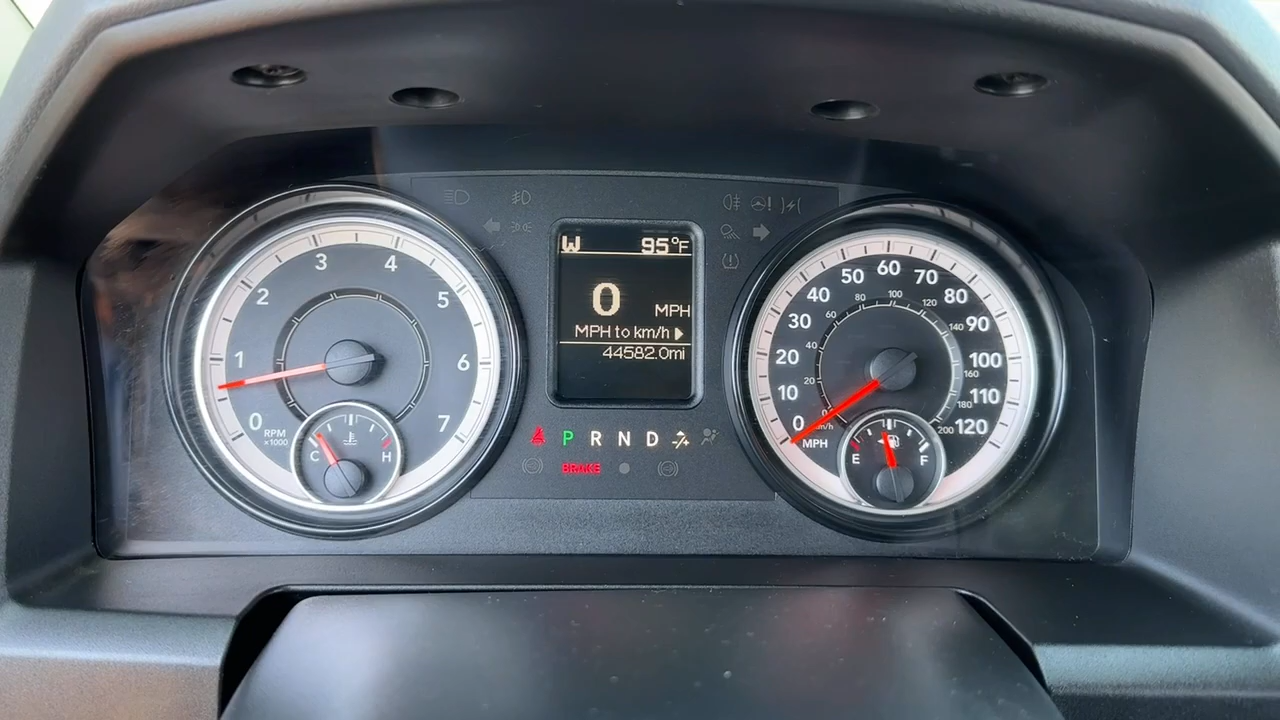 3 4
2 5
1 6
0 7
RPM
x1000
C H
W 95°F
0 MPH
MPH to km/h
44582.0mi
P R N D
BRAKE
0 10 20 30 40 50 60 70 80 90 100 110 120
0 20 40 60 80 100 120 140 160 180 200
km/h
MPH
E F